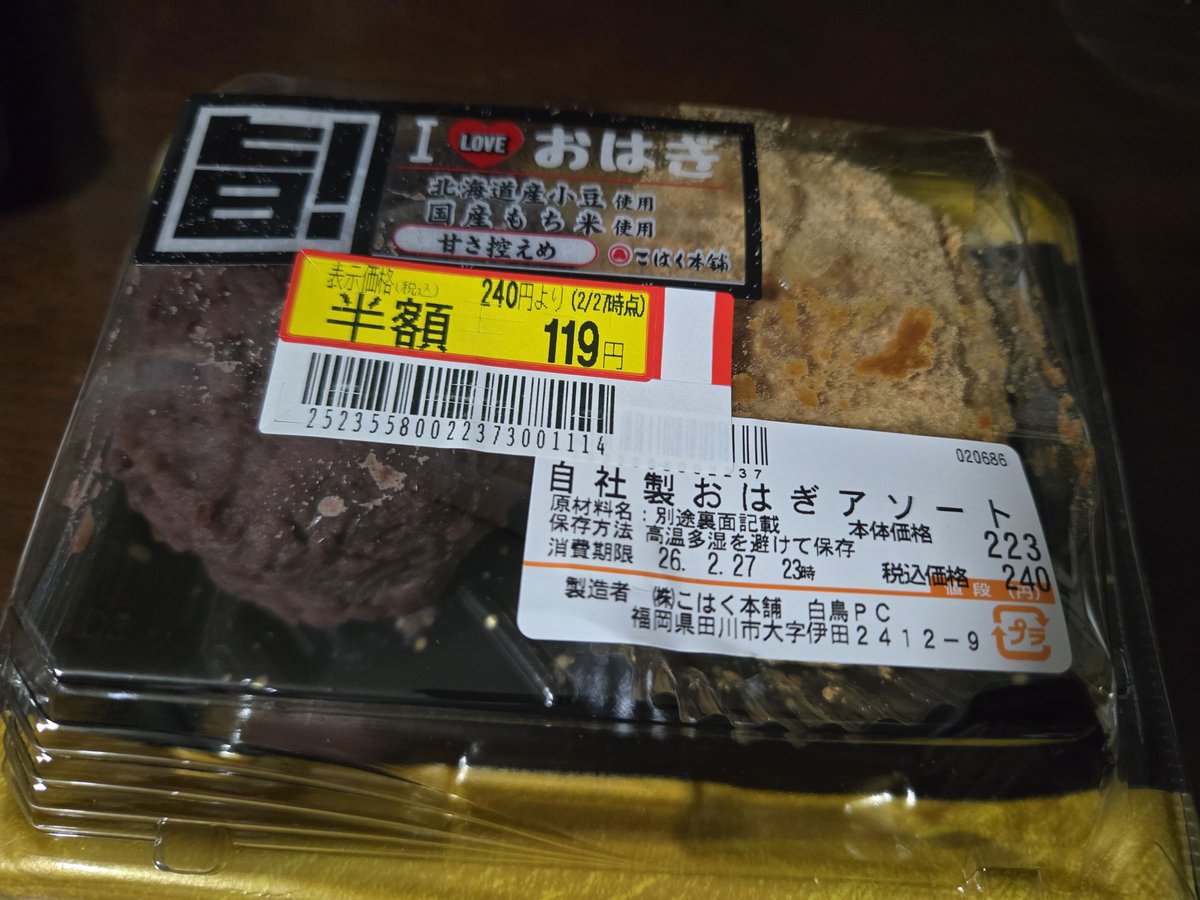 旨!
I LOVE おはぎ
北海道産小豆使用
国産もち米使用
甘さ控えめ
こはく本舗
表示価格(税込) 240円より(2/27時点)
半額 119円
25235580022373001114
020686
自社製おはぎアソート
原材料名:別途裏面記載 本体価格 223
保存方法 高温多湿を避けて保存
消費期限 26. 2.27 23時 税込価格 240
値段(円)
製造者 ㈱こはく本舗 白鳥PC
福岡県田川市大字伊田2412-9
プラ